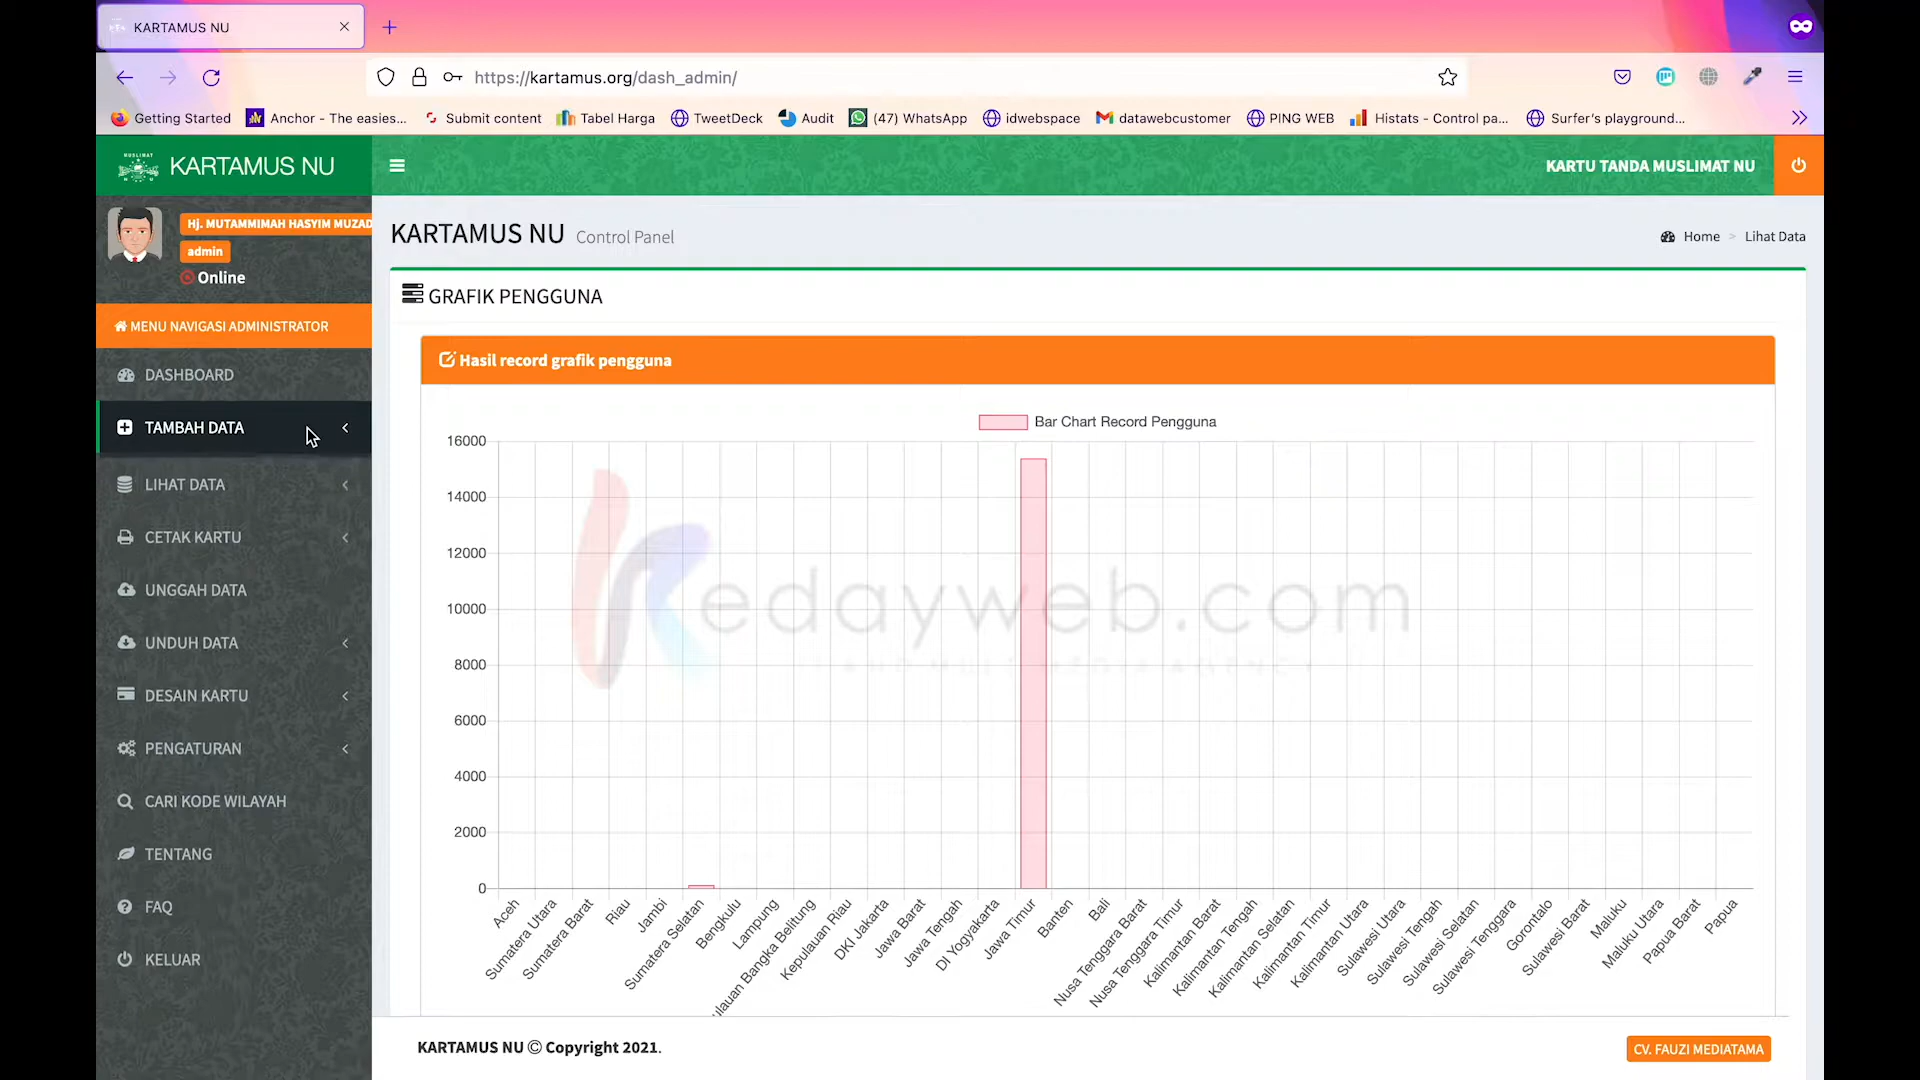 KARTAMUS NU
https://kartamus.org/dash_admin/
Getting Started
Anchor - The easies...
Submit content
Tabel Harga
TweetDeck
Audit
(47) WhatsApp
idwebspace
datawebcustomer
PING WEB
Histats - Control pa...
Surfer's playground...
MUSLIMAT
NU
KARTAMUS NU
KARTU TANDA MUSLIMAT NU
Hj. MUTAMMIMAH HASYIM MUZAD
admin
Online
MENU NAVIGASI ADMINISTRATOR
DASHBOARD
TAMBAH DATA
LIHAT DATA
CETAK KARTU
UNGGAH DATA
UNDUH DATA
DESAIN KARTU
PENGATURAN
CARI KODE WILAYAH
TENTANG
FAQ
KELUAR
KARTAMUS NU Control Panel
Home > Lihat Data
GRAFIK PENGGUNA
Hasil record grafik pengguna
Bar Chart Record Pengguna
16000
14000
12000
10000
8000
6000
4000
2000
0
Kedayweb.com
Aceh
Sumatera Utara
Sumatera Barat
Riau
Jambi
Sumatera Selatan
Bengkulu
Lampung
ulauan Bangka Belitung
Kepulauan Riau
DKI Jakarta
Jawa Barat
Jawa Tengah
DI Yogyakarta
Jawa Timur
Banten
Bali
Nusa Tenggara Barat
Nusa Tenggara Timur
Kalimantan Barat
Kalimantan Tengah
Kalimantan Selatan
Kalimantan Timur
Kalimantan Utara
Sulawesi Utara
Sulawesi Tengah
Sulawesi Selatan
Sulawesi Tenggara
Gorontalo
Sulawesi Barat
Maluku
Maluku Utara
Papua Barat
Papua
KARTAMUS NU © Copyright 2021.
CV. FAUZI MEDIATAMA